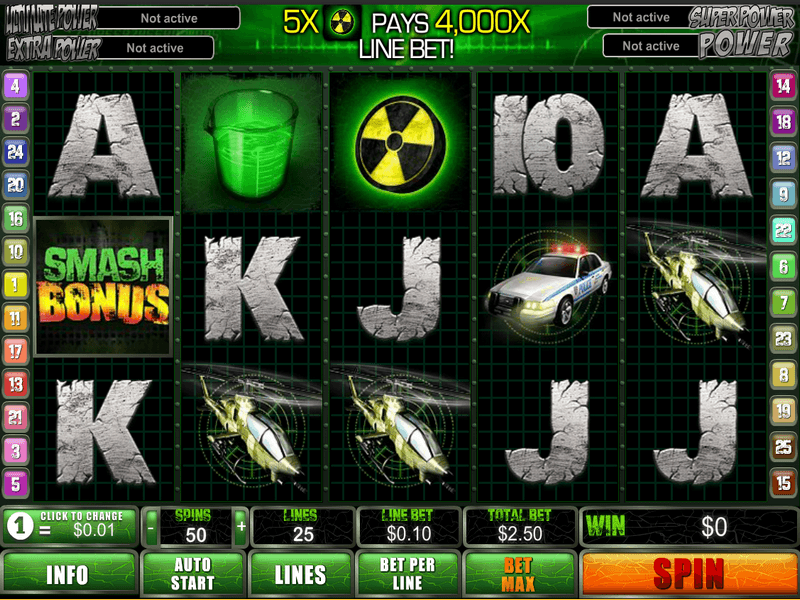 ULTIMATE POWER Not active
EXTRA POWER Not active
5X PAYS 4,000X
LINE BET!
Not active SUPER POWER
Not active POWER
4 A 10 A 14
2 18
24 12
20 9
16 22
10 SMASH K J 6
1 BONUS 7
11 23
17 8
13 K J J 19
21 25
3 15
5
1 = CLICK TO CHANGE $0.01
- SPINS 50 +
LINES 25
LINE BET $0.10
TOTAL BET $2.50
WIN $0
INFO
AUTO START
LINES
BET PER LINE
BET MAX
SPIN
POLICE